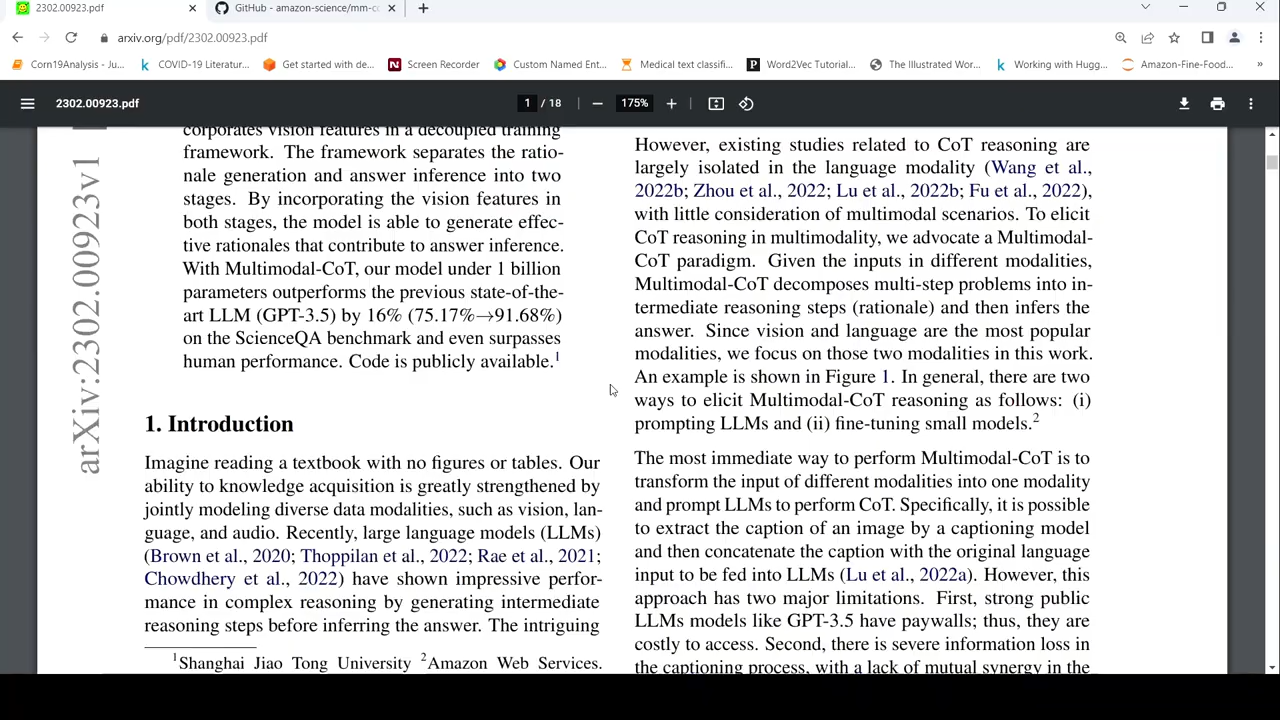 2302.00923.pdf
GitHub - amazon-science/mm-c
arxiv.org/pdf/2302.00923.pdf
Corn19Analysis - Ju...
COVID-19 Literatur...
Get started with de...
Screen Recorder
Custom Named Ent...
Medical text classifi...
Word2Vec Tutorial...
The Illustrated Wor...
Working with Hugg...
Amazon-Fine-Food...
»
2302.00923.pdf
1 / 18
175%
arXiv:2302.00923v1
corporates vision features in a decoupled training
framework. The framework separates the ratio-
nale generation and answer inference into two
stages. By incorporating the vision features in
both stages, the model is able to generate effec-
tive rationales that contribute to answer inference.
With Multimodal-CoT, our model under 1 billion
parameters outperforms the previous state-of-the-
art LLM (GPT-3.5) by 16% (75.17%→91.68%)
on the ScienceQA benchmark and even surpasses
human performance. Code is publicly available.1
1. Introduction
Imagine reading a textbook with no figures or tables. Our
ability to knowledge acquisition is greatly strengthened by
jointly modeling diverse data modalities, such as vision, lan-
guage, and audio. Recently, large language models (LLMs)
(Brown et al., 2020; Thoppilan et al., 2022; Rae et al., 2021;
Chowdhery et al., 2022) have shown impressive perfor-
mance in complex reasoning by generating intermediate
reasoning steps before inferring the answer. The intriguing
1Shanghai Jiao Tong University 2Amazon Web Services.
However, existing studies related to CoT reasoning are
largely isolated in the language modality (Wang et al.,
2022b; Zhou et al., 2022; Lu et al., 2022b; Fu et al., 2022),
with little consideration of multimodal scenarios. To elicit
CoT reasoning in multimodality, we advocate a Multimodal-
CoT paradigm. Given the inputs in different modalities,
Multimodal-CoT decomposes multi-step problems into in-
termediate reasoning steps (rationale) and then infers the
answer. Since vision and language are the most popular
modalities, we focus on those two modalities in this work.
An example is shown in Figure 1. In general, there are two
ways to elicit Multimodal-CoT reasoning as follows: (i)
prompting LLMs and (ii) fine-tuning small models.2
The most immediate way to perform Multimodal-CoT is to
transform the input of different modalities into one modality
and prompt LLMs to perform CoT. Specifically, it is possible
to extract the caption of an image by a captioning model
and then concatenate the caption with the original language
input to be fed into LLMs (Lu et al., 2022a). However, this
approach has two major limitations. First, strong public
LLMs models like GPT-3.5 have paywalls; thus, they are
costly to access. Second, there is severe information loss in
the captioning process, with a lack of mutual synergy in the